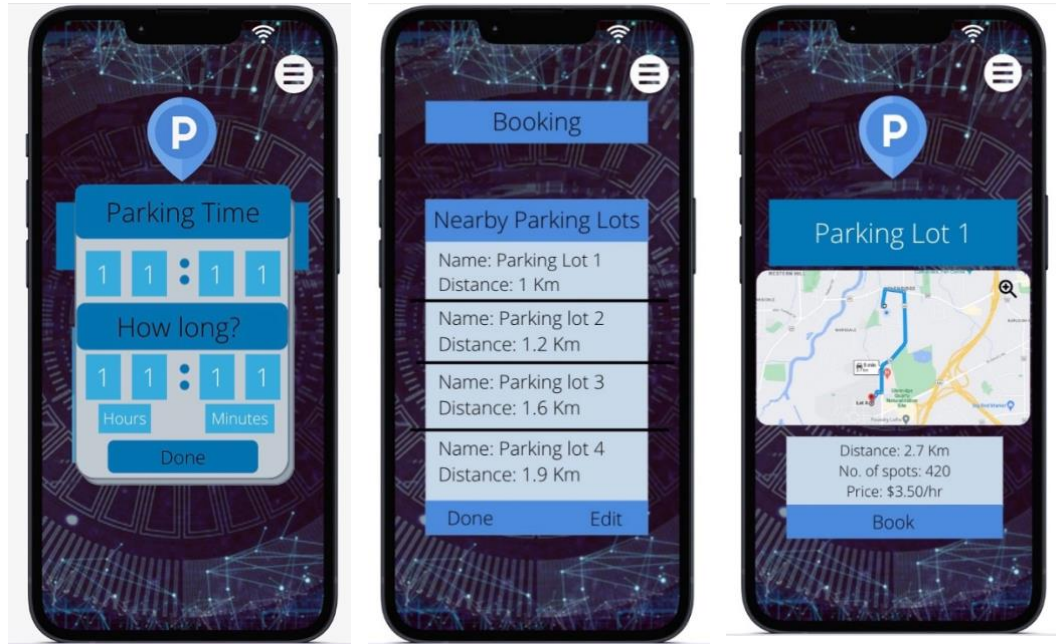 P
Parking Time
1 1 : 1 1
How long?
1 1 : 1 1
Hours Minutes
Done
Booking
Nearby Parking Lots
Name: Parking Lot 1
Distance: 1 Km
Name: Parking lot 2
Distance: 1.2 Km
Name: Parking lot 3
Distance: 1.6 Km
Name: Parking lot 4
Distance: 1.9 Km
Done Edit
P
Parking Lot 1
Distance: 2.7 Km
No. of spots: 420
Price: $3.50/hr
Book